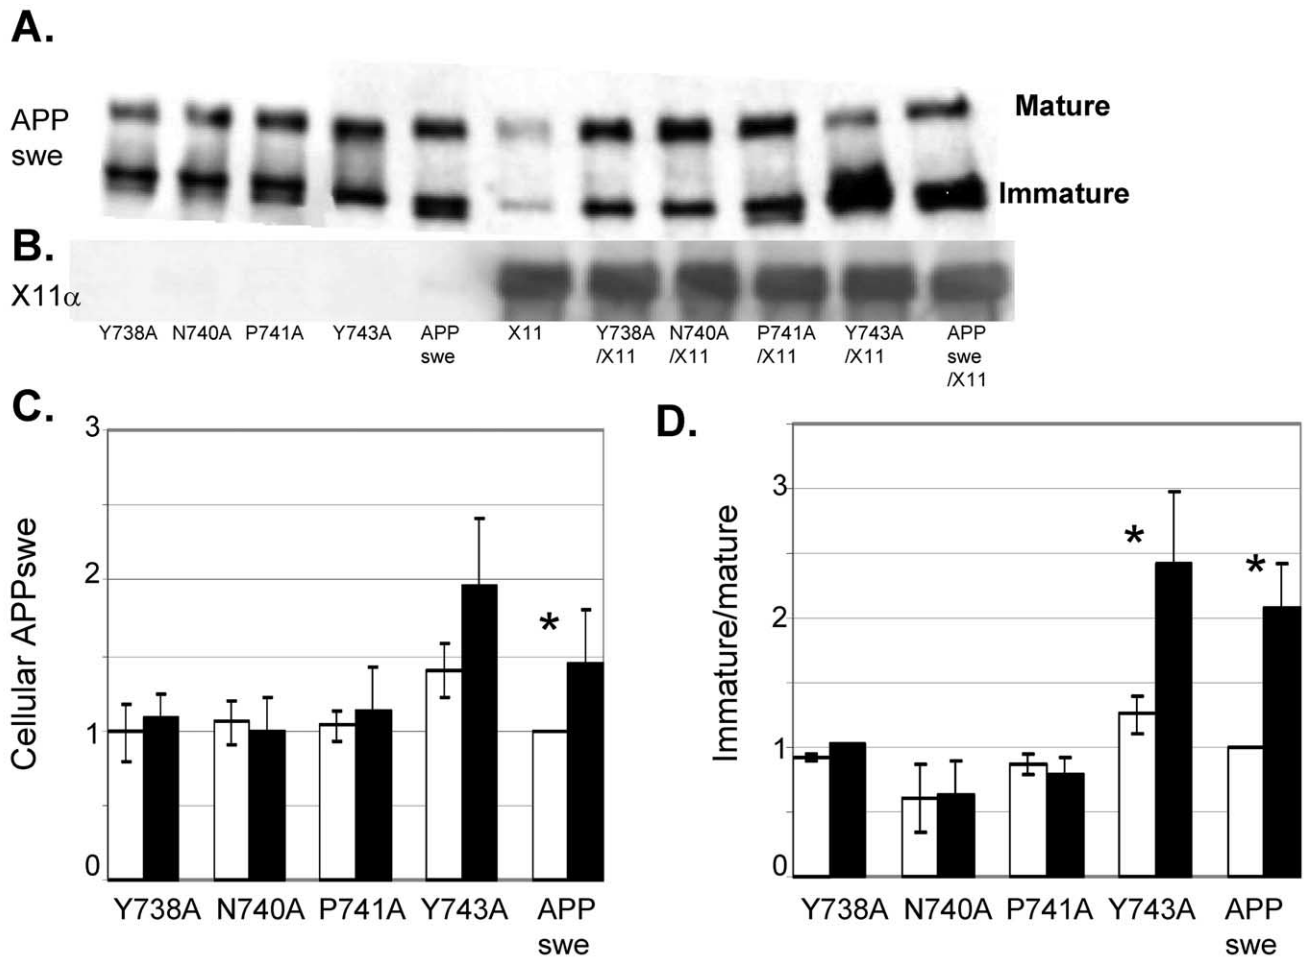 A.
APP
swe
Mature
Immature
B.
X11α
Y738A N740A P741A Y743A APP swe X11 Y738A /X11 N740A /X11 P741A /X11 Y743A /X11 APP swe /X11
C.
Cellular APPswe
3
2
1
0
*
Y738A N740A P741A Y743A APP
swe
D.
Immature/mature
3
2
1
0
* *
Y738A N740A P741A Y743A APP
swe